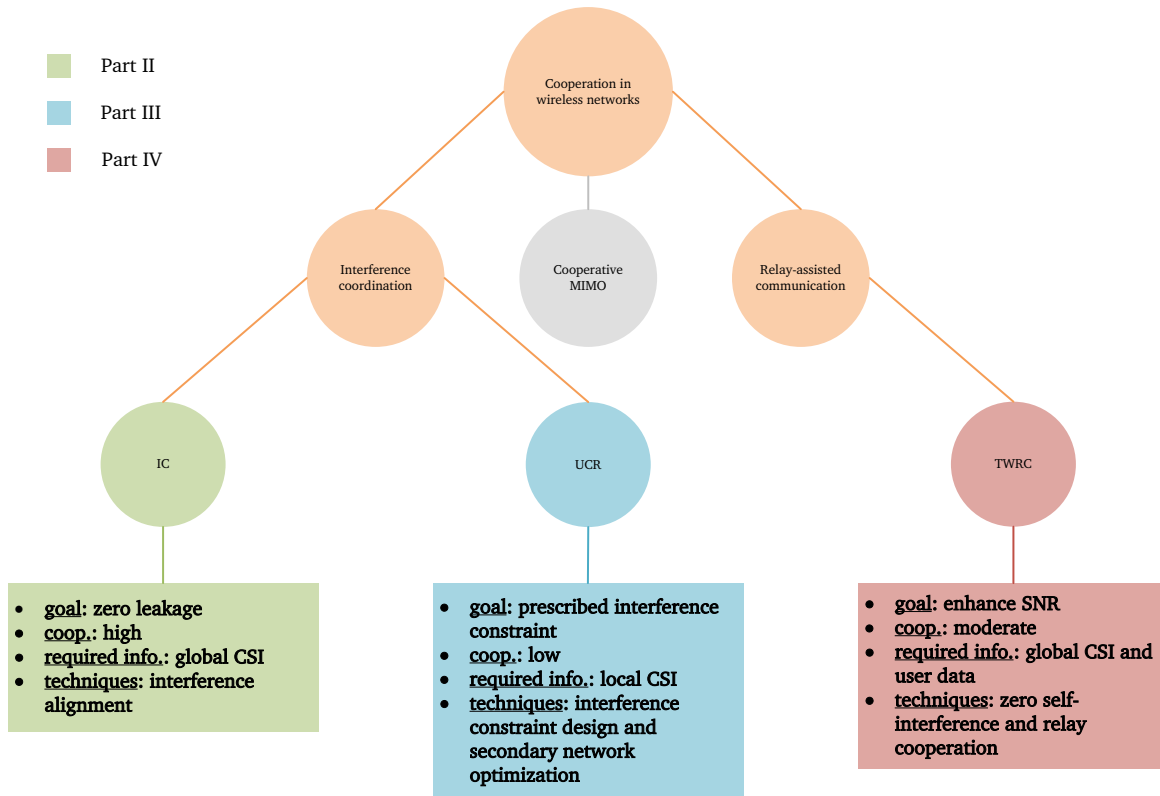 Part II
Part III
Part IV
Cooperation in
wireless networks
Interference
coordination
Cooperative
MIMO
Relay-assisted
communication
IC
UCR
TWRC
• goal: zero leakage
• coop.: high
• required info.: global CSI
• techniques: interference
alignment
• goal: prescribed interference
constraint
• coop.: low
• required info.: local CSI
• techniques: interference
constraint design and
secondary network
optimization
• goal: enhance SNR
• coop.: moderate
• required info.: global CSI and
user data
• techniques: zero self-
interference and relay
cooperation